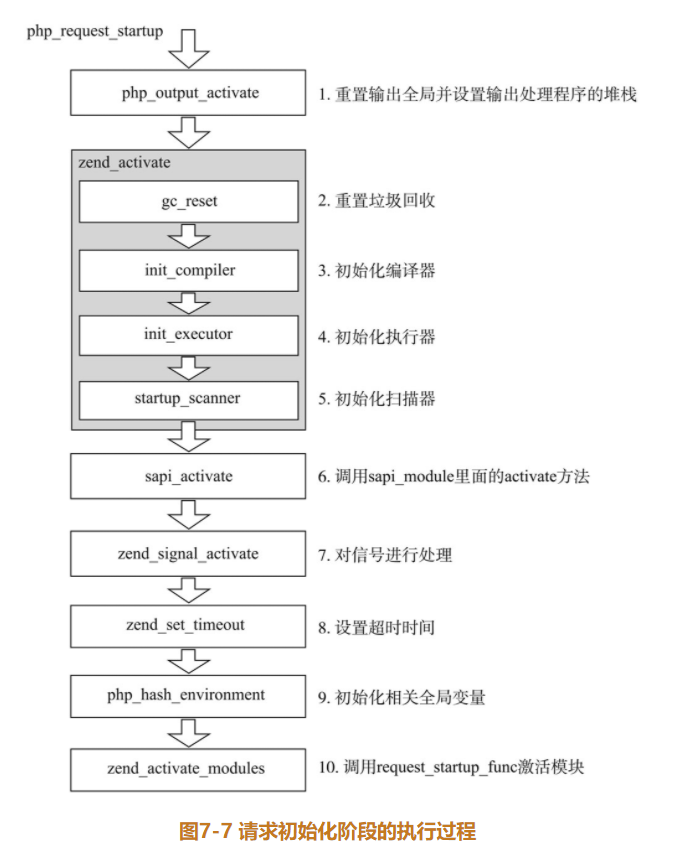 php_request_startup
php_output_activate
1. 重置输出全局并设置输出处理程序的堆栈
zend_activate
gc_reset
2. 重置垃圾回收
init_compiler
3. 初始化编译器
init_executor
4. 初始化执行器
startup_scanner
5. 初始化扫描器
sapi_activate
6. 调用sapi_module里面的activate方法
zend_signal_activate
7. 对信号进行处理
zend_set_timeout
8. 设置超时时间
php_hash_environment
9. 初始化相关全局变量
zend_activate_modules
10. 调用request_startup_func激活模块
图7-7 请求初始化阶段的执行过程